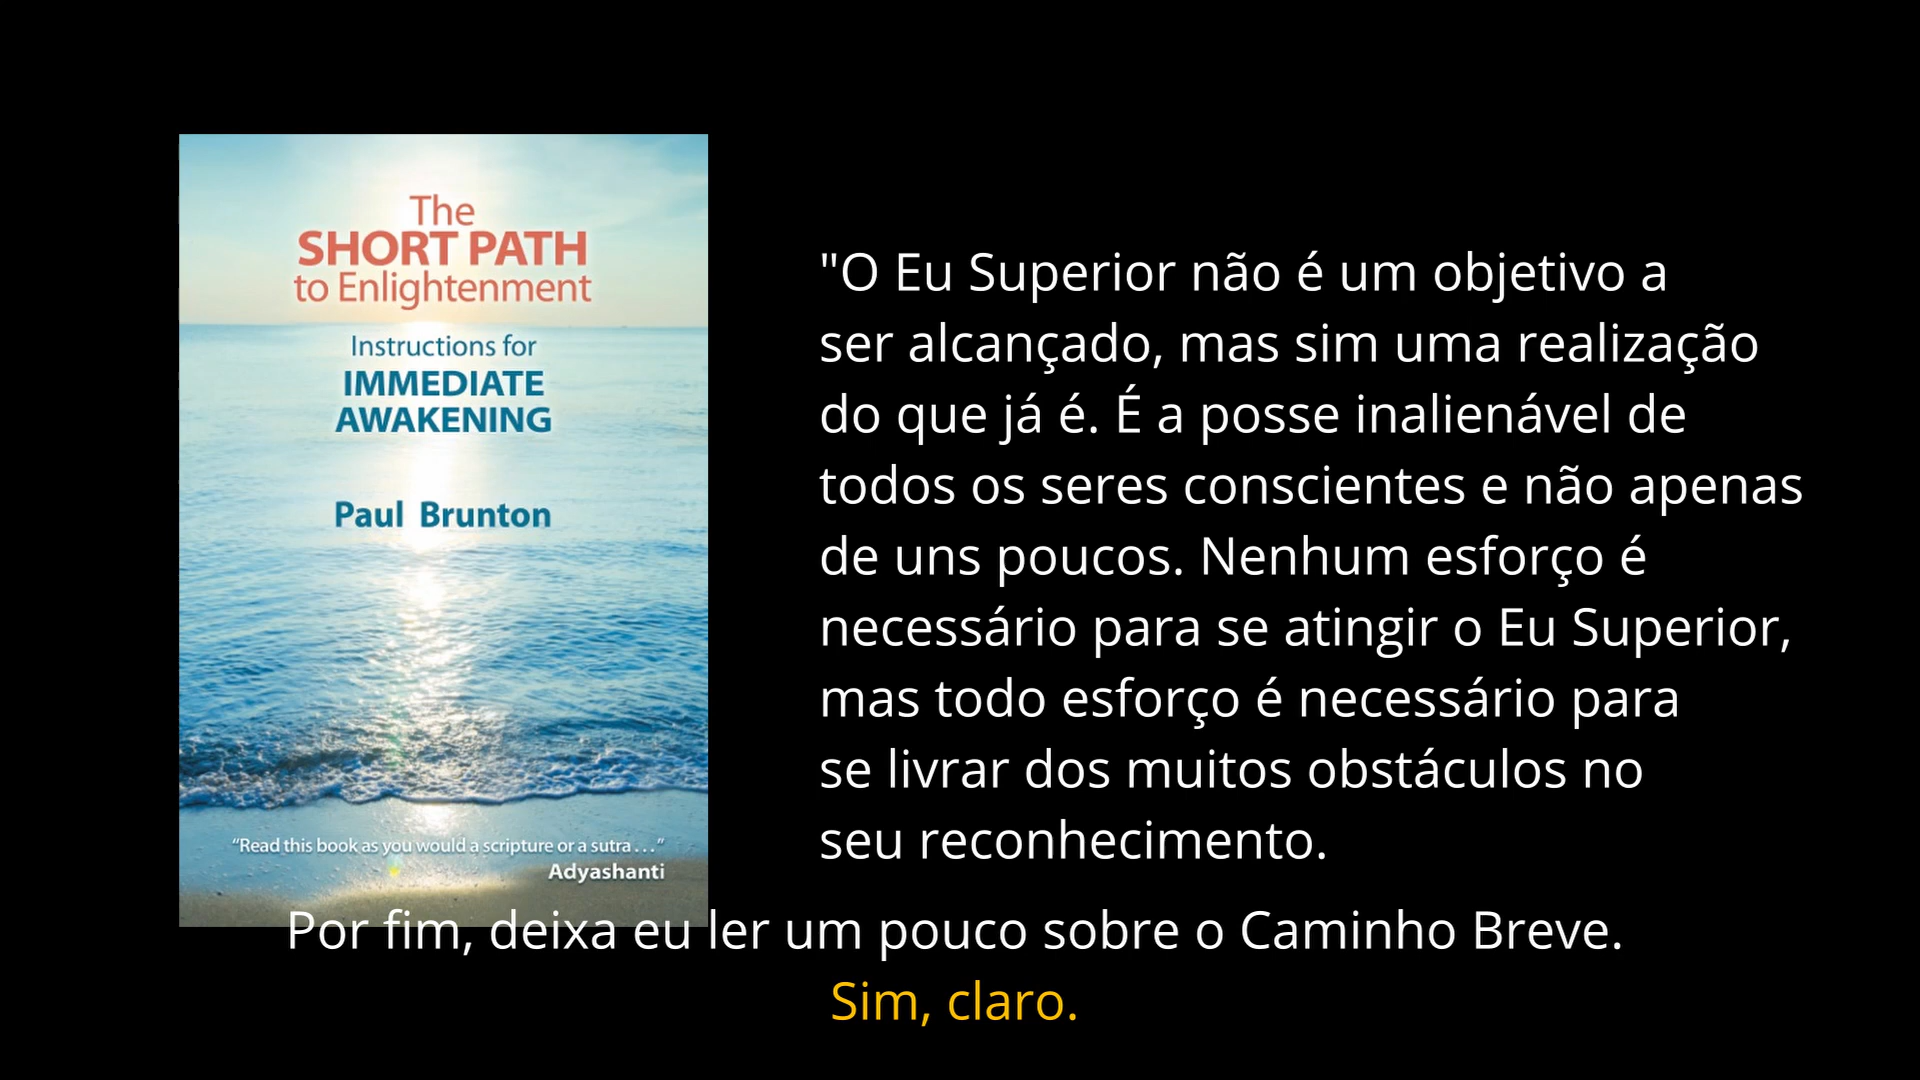 The
SHORT PATH
to Enlightenment
Instructions for
IMMEDIATE
AWAKENING
Paul Brunton
“Read this book as you would a scripture or a sutra . . .”
Adyashanti
"O Eu Superior não é um objetivo a
ser alcançado, mas sim uma realização
do que já é. É a posse inalienável de
todos os seres conscientes e não apenas
de uns poucos. Nenhum esforço é
necessário para se atingir o Eu Superior,
mas todo esforço é necessário para
se livrar dos muitos obstáculos no
seu reconhecimento.
Por fim, deixa eu ler um pouco sobre o Caminho Breve.
Sim, claro.